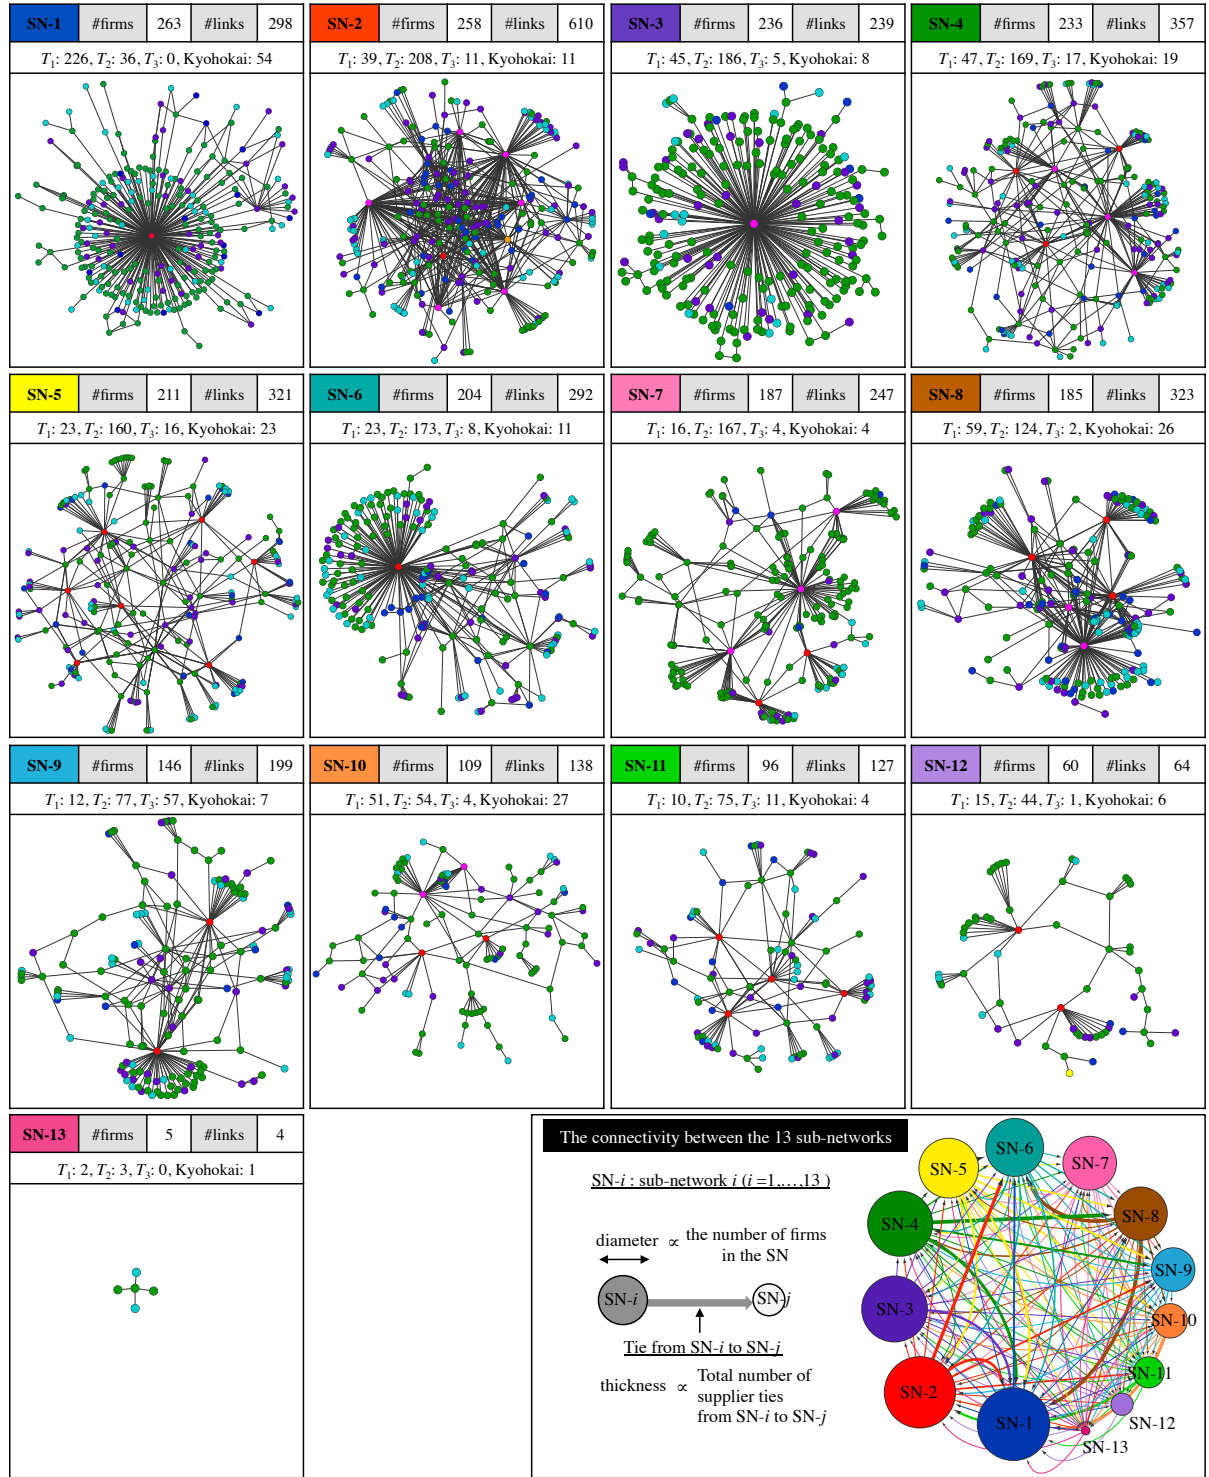 SN-1 #firms 263 #links 298
T1: 226, T2: 36, T3: 0, Kyohokai: 54
SN-2 #firms 258 #links 610
T1: 39, T2: 208, T3: 11, Kyohokai: 11
SN-3 #firms 236 #links 239
T1: 45, T2: 186, T3: 5, Kyohokai: 8
SN-4 #firms 233 #links 357
T1: 47, T2: 169, T3: 17, Kyohokai: 19
SN-5 #firms 211 #links 321
T1: 23, T2: 160, T3: 16, Kyohokai: 23
SN-6 #firms 204 #links 292
T1: 23, T2: 173, T3: 8, Kyohokai: 11
SN-7 #firms 187 #links 247
T1: 16, T2: 167, T3: 4, Kyohokai: 4
SN-8 #firms 185 #links 323
T1: 59, T2: 124, T3: 2, Kyohokai: 26
SN-9 #firms 146 #links 199
T1: 12, T2: 77, T3: 57, Kyohokai: 7
SN-10 #firms 109 #links 138
T1: 51, T2: 54, T3: 4, Kyohokai: 27
SN-11 #firms 96 #links 127
T1: 10, T2: 75, T3: 11, Kyohokai: 4
SN-12 #firms 60 #links 64
T1: 15, T2: 44, T3: 1, Kyohokai: 6
SN-13 #firms 5 #links 4
T1: 2, T2: 3, T3: 0, Kyohokai: 1
The connectivity between the 13 sub-networks
SN-i : sub-network i (i =1,…,13 )
diameter ∝ the number of firms
in the SN
SN-i
SN-j
Tie from SN-i to SN-j
thickness ∝ Total number of
supplier ties
from SN-i to SN-j
SN-6
SN-7
SN-5
SN-8
SN-4
SN-9
SN-3
SN-10
SN-11
SN-2
SN-12
SN-1
SN-13